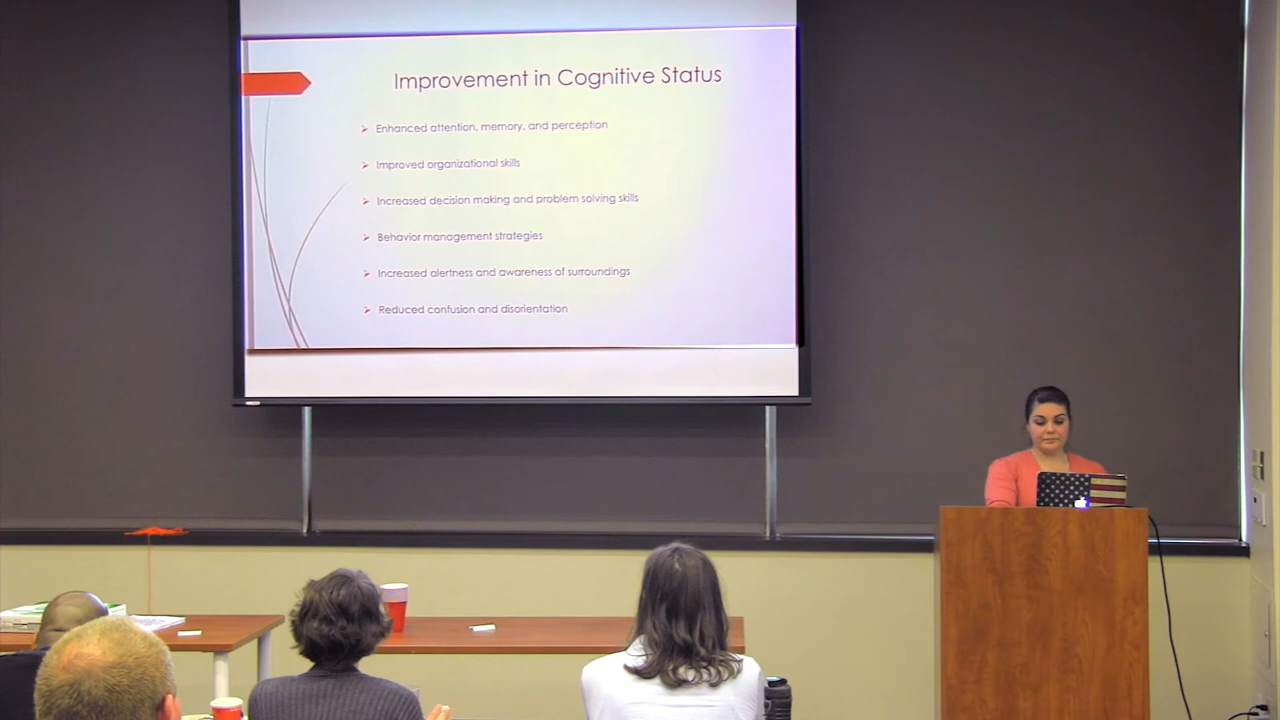 Improvement in Cognitive Status
Enhanced attention, memory, and perception
Improved organizational skills
Increased decision making and problem solving skills
Behavior management strategies
Increased alertness and awareness of surroundings
Reduced confusion and disorientation